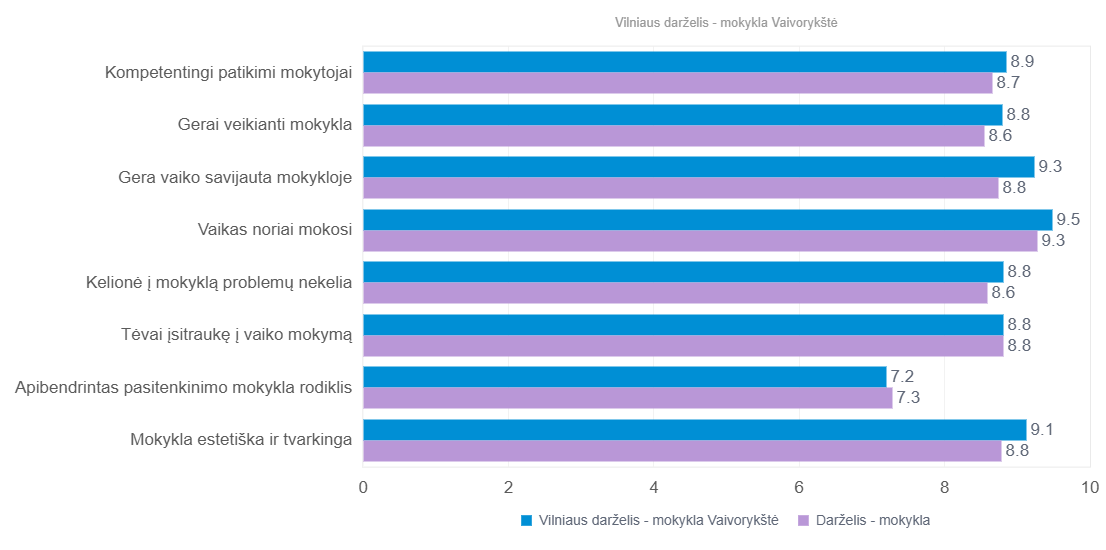 Vilniaus darželis - mokykla Vaivorykštė
Kompetentingi patikimi mokytojai
8.9
8.7
Gerai veikianti mokykla
8.8
8.6
Gera vaiko savijauta mokykloje
9.3
8.8
Vaikas noriai mokosi
9.5
9.3
Kelionė į mokyklą problemų nekelia
8.8
8.6
Tėvai įsitraukę į vaiko mokymą
8.8
8.8
Apibendrintas pasitenkinimo mokykla rodiklis
7.2
7.3
Mokykla estetiška ir tvarkinga
9.1
8.8
0 2 4 6 8 10
Vilniaus darželis - mokykla Vaivorykštė Darželis - mokykla